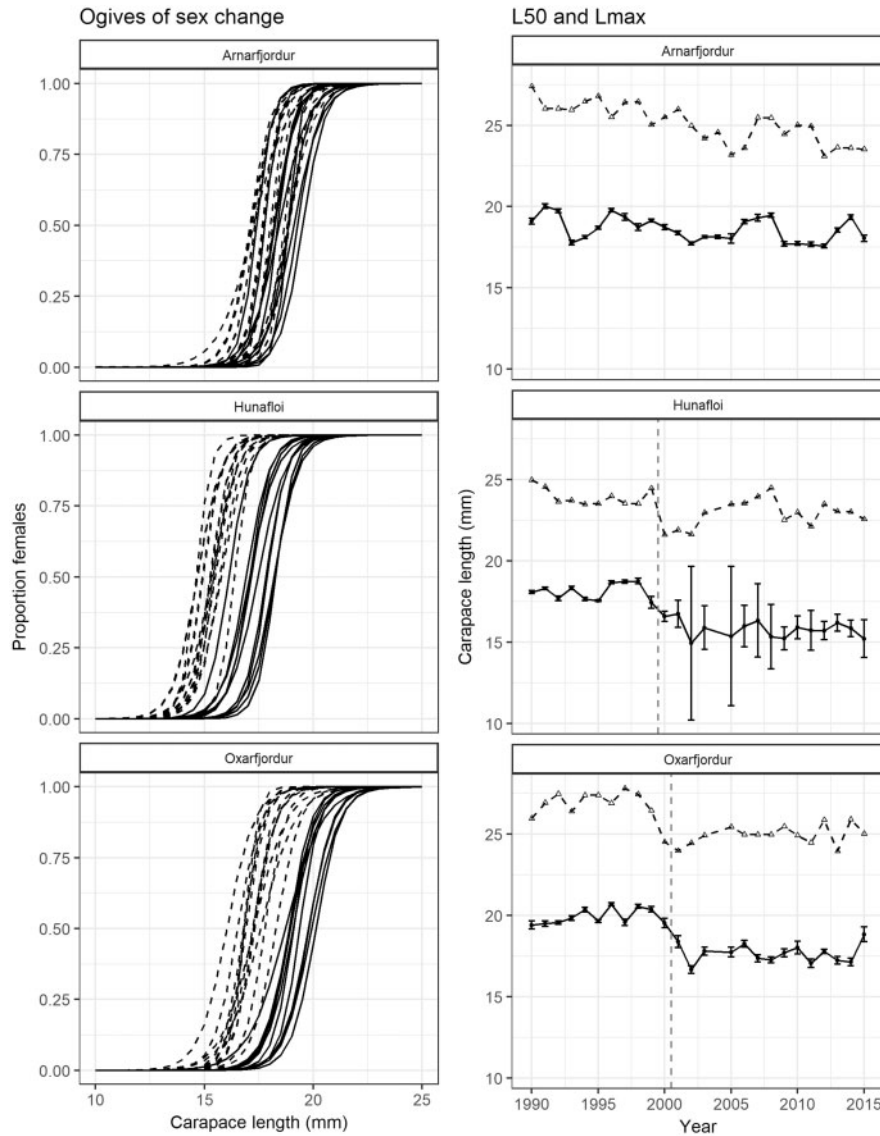 Ogives of sex change
Arnarfjordur
1.00
0.75
0.50
0.25
0.00
Hunafloi
1.00
0.75
0.50
0.25
0.00
Oxarfjordur
1.00
0.75
0.50
0.25
0.00
10 15 20 25
Carapace length (mm)
Proportion females
L50 and Lmax
Arnarfjordur
25
20
15
10
Hunafloi
25
20
15
10
Oxarfjordur
25
20
15
10
1990 1995 2000 2005 2010 2015
Year
Carapace length (mm)